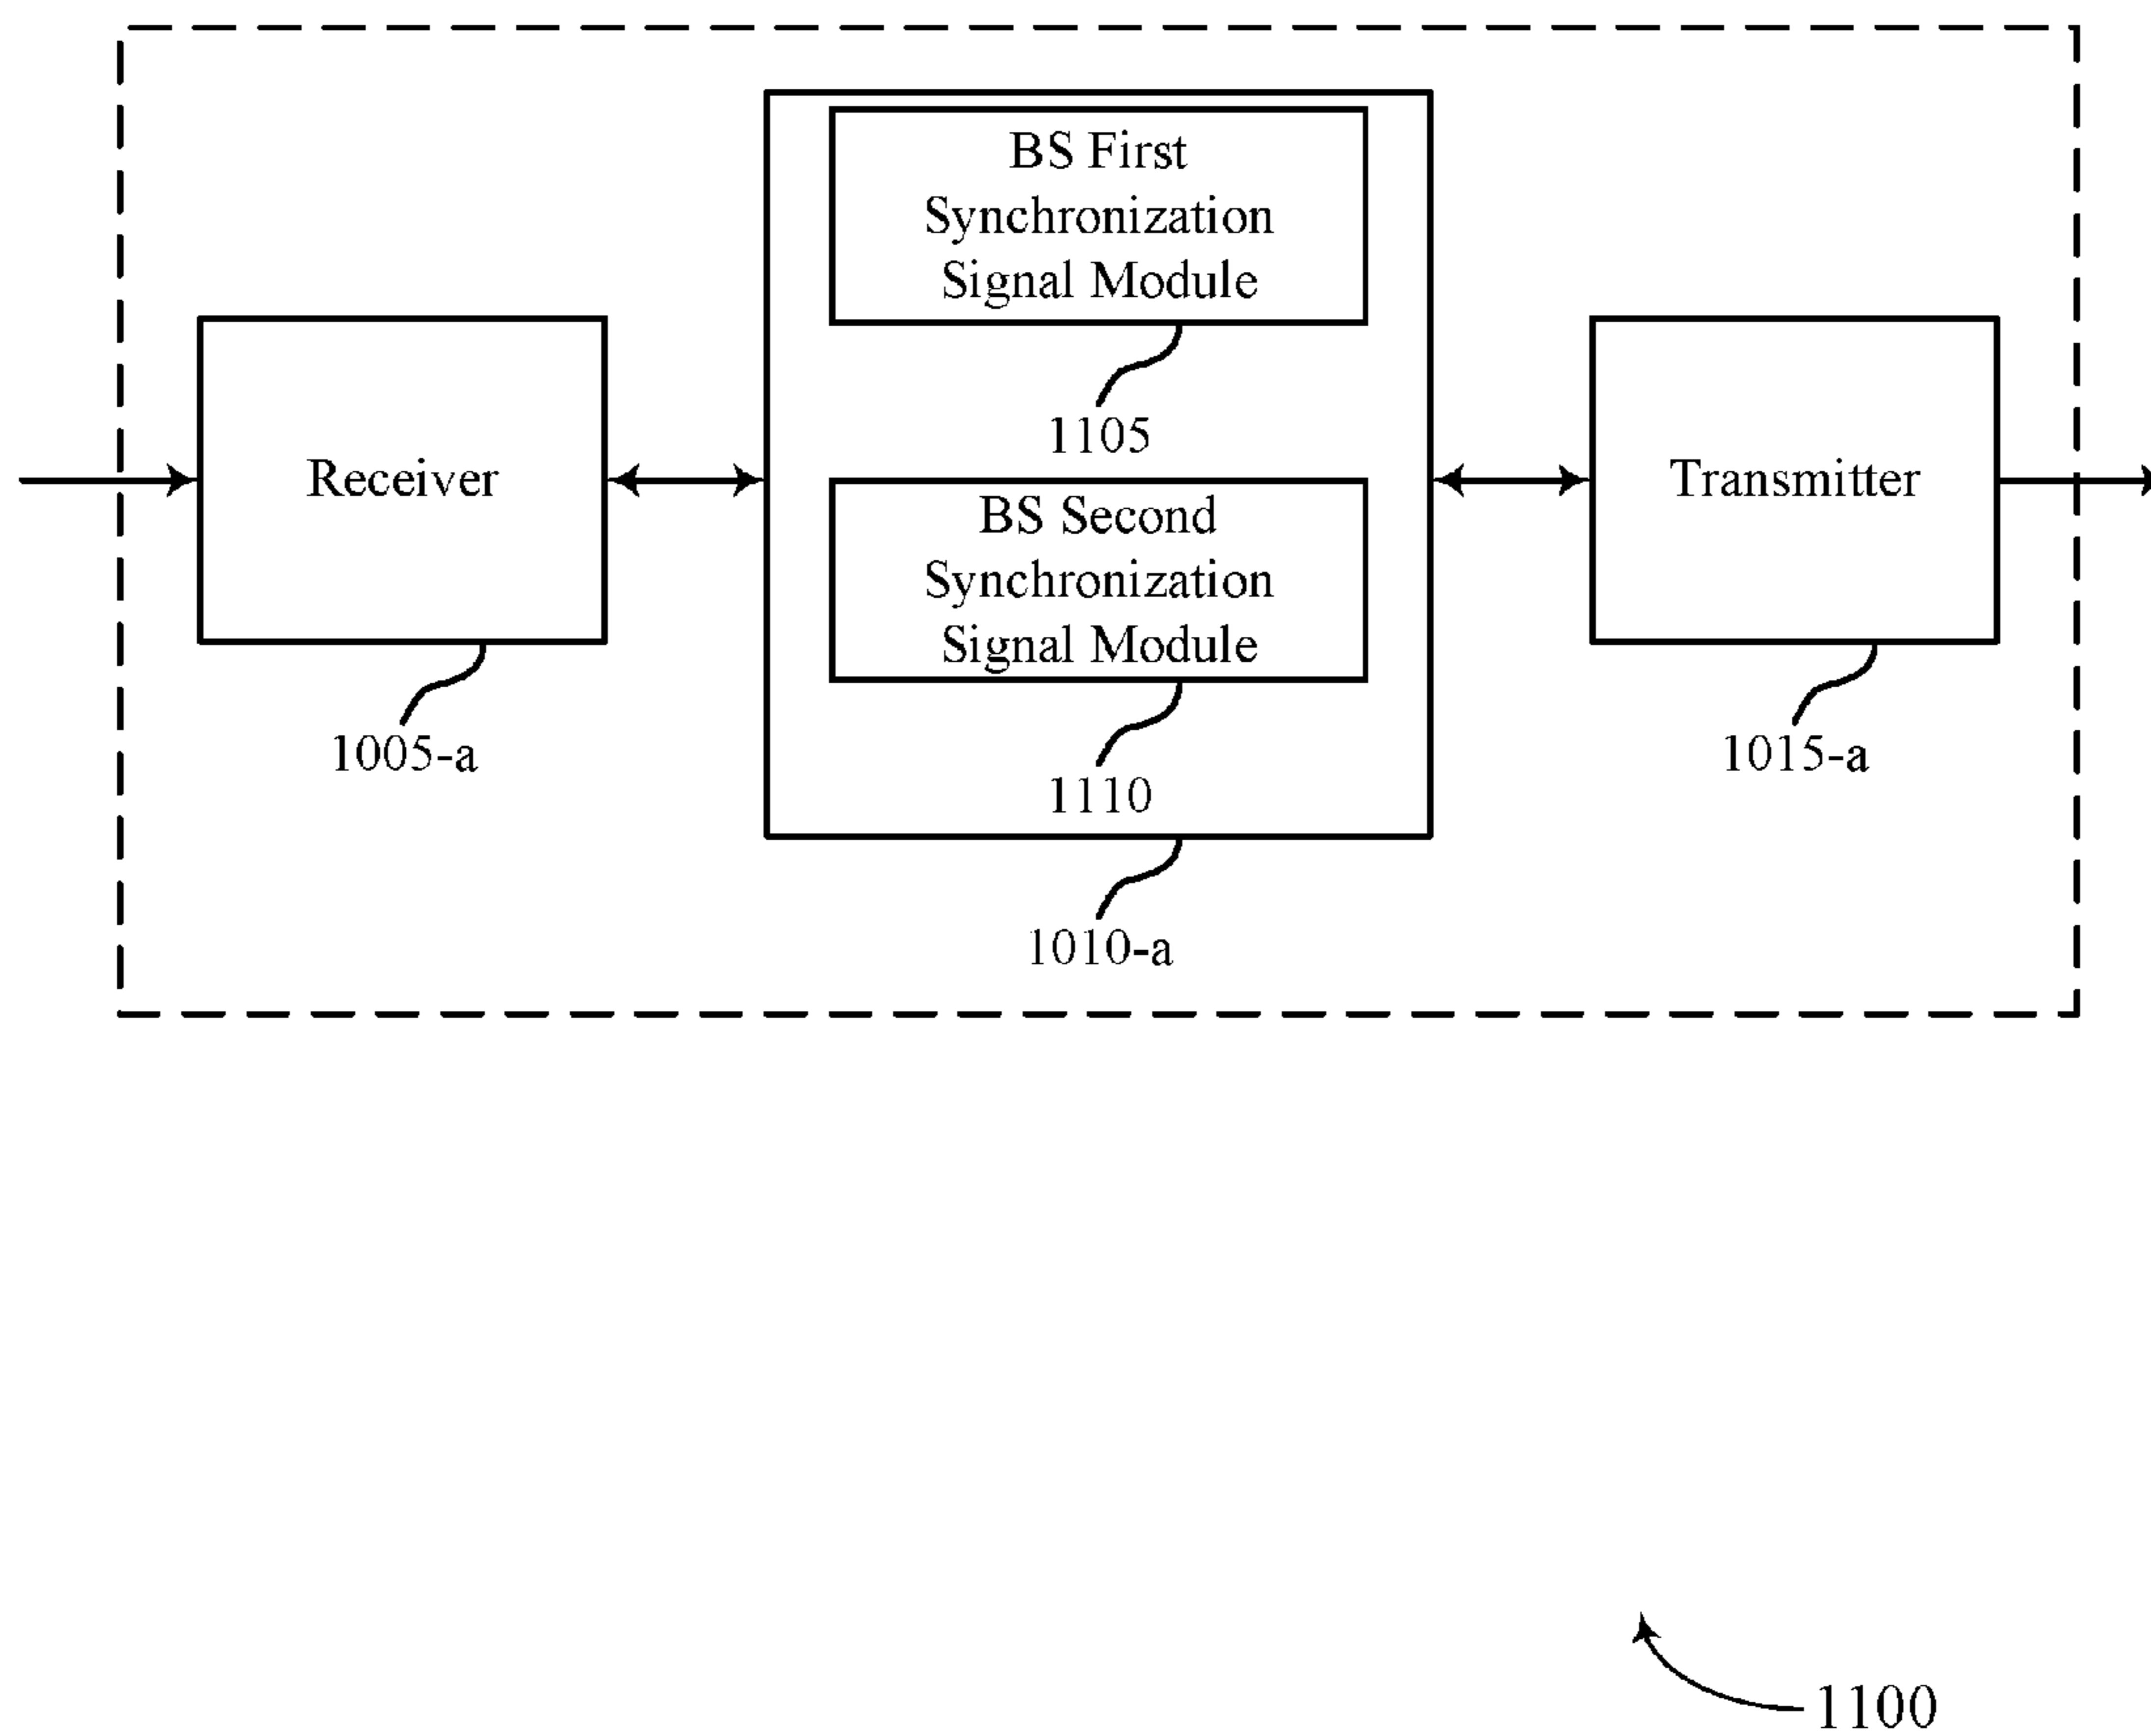 BS First
Synchronization
Signal Module
1105
Receiver
BS Second
Synchronization
Signal Module
Transmitter
1005-a
1110
1015-a
1010-a
1100